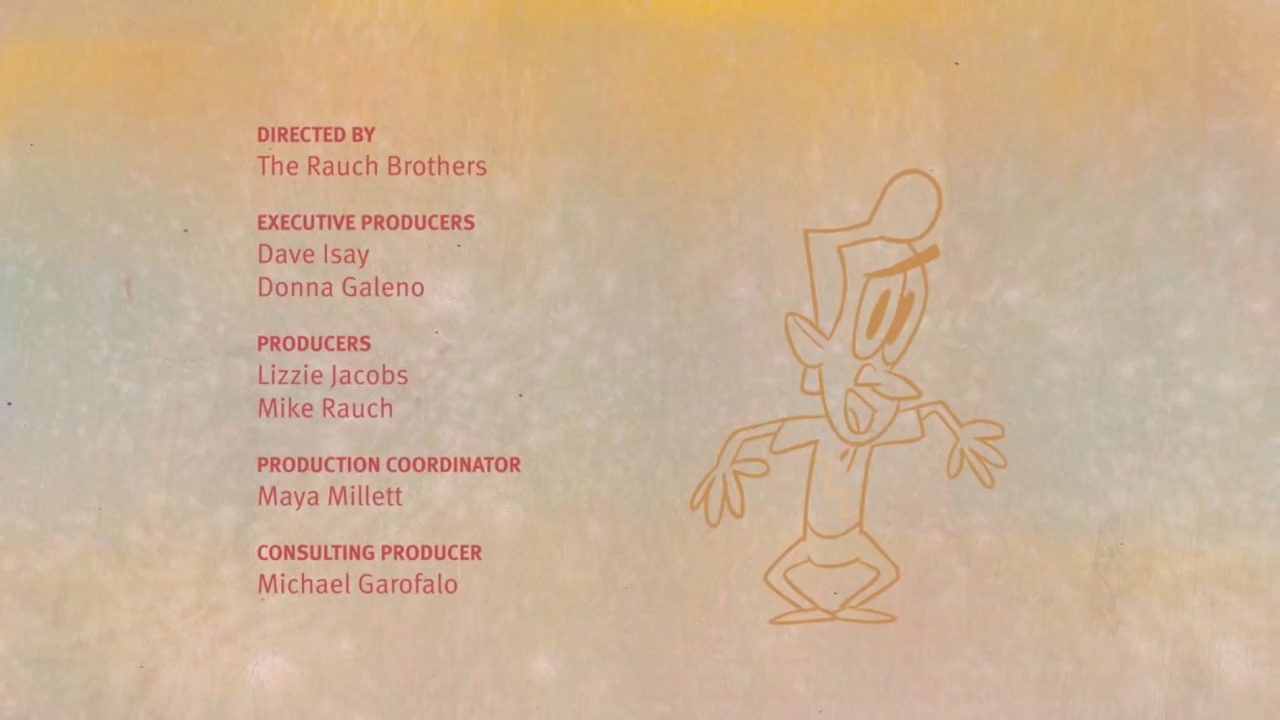 DIRECTED BY
The Rauch Brothers
EXECUTIVE PRODUCERS
Dave Isay
Donna Galeno
PRODUCERS
Lizzie Jacobs
Mike Rauch
PRODUCTION COORDINATOR
Maya Millett
CONSULTING PRODUCER
Michael Garofalo